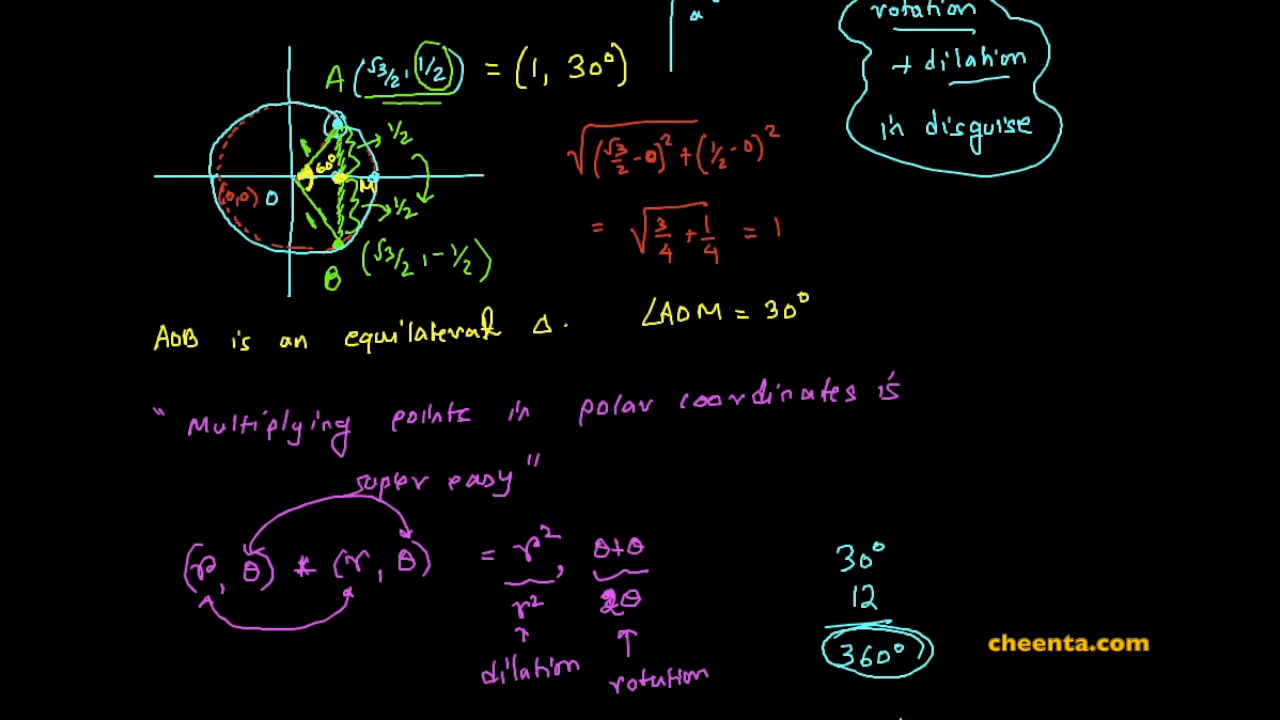 a
rotation
+ dilation
in disguise
A (√3/2, 1/2) = (1, 30°)
1/2
60°
M
(0,0) O
1/2
B (√3/2, -1/2)
√(√3/2 - 0)² + (1/2 - 0)²
= √3/4 + 1/4 = 1
AOB is an equilateral Δ. ∠AOM = 30°
"Multiplying points in polar coordinates is
super easy"
(r, θ) * (r, θ) = r², θ+θ
r² 2θ
dilation rotation
30°
12
360°
cheenta.com